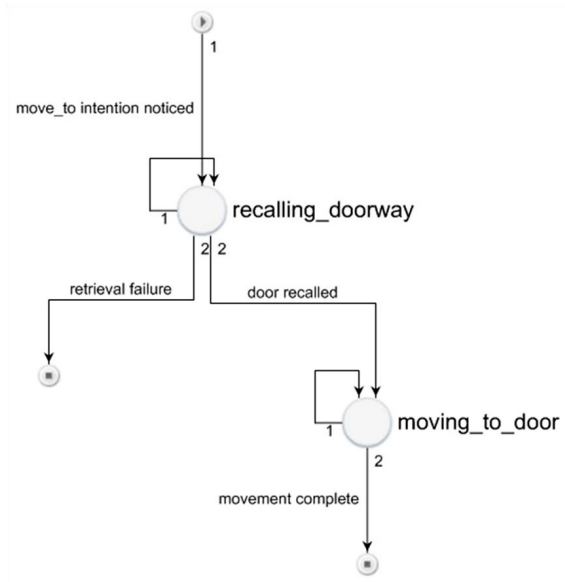 1
move_to intention noticed
1
recalling_doorway
2 2
retrieval failure
door recalled
1
moving_to_door
2
movement complete